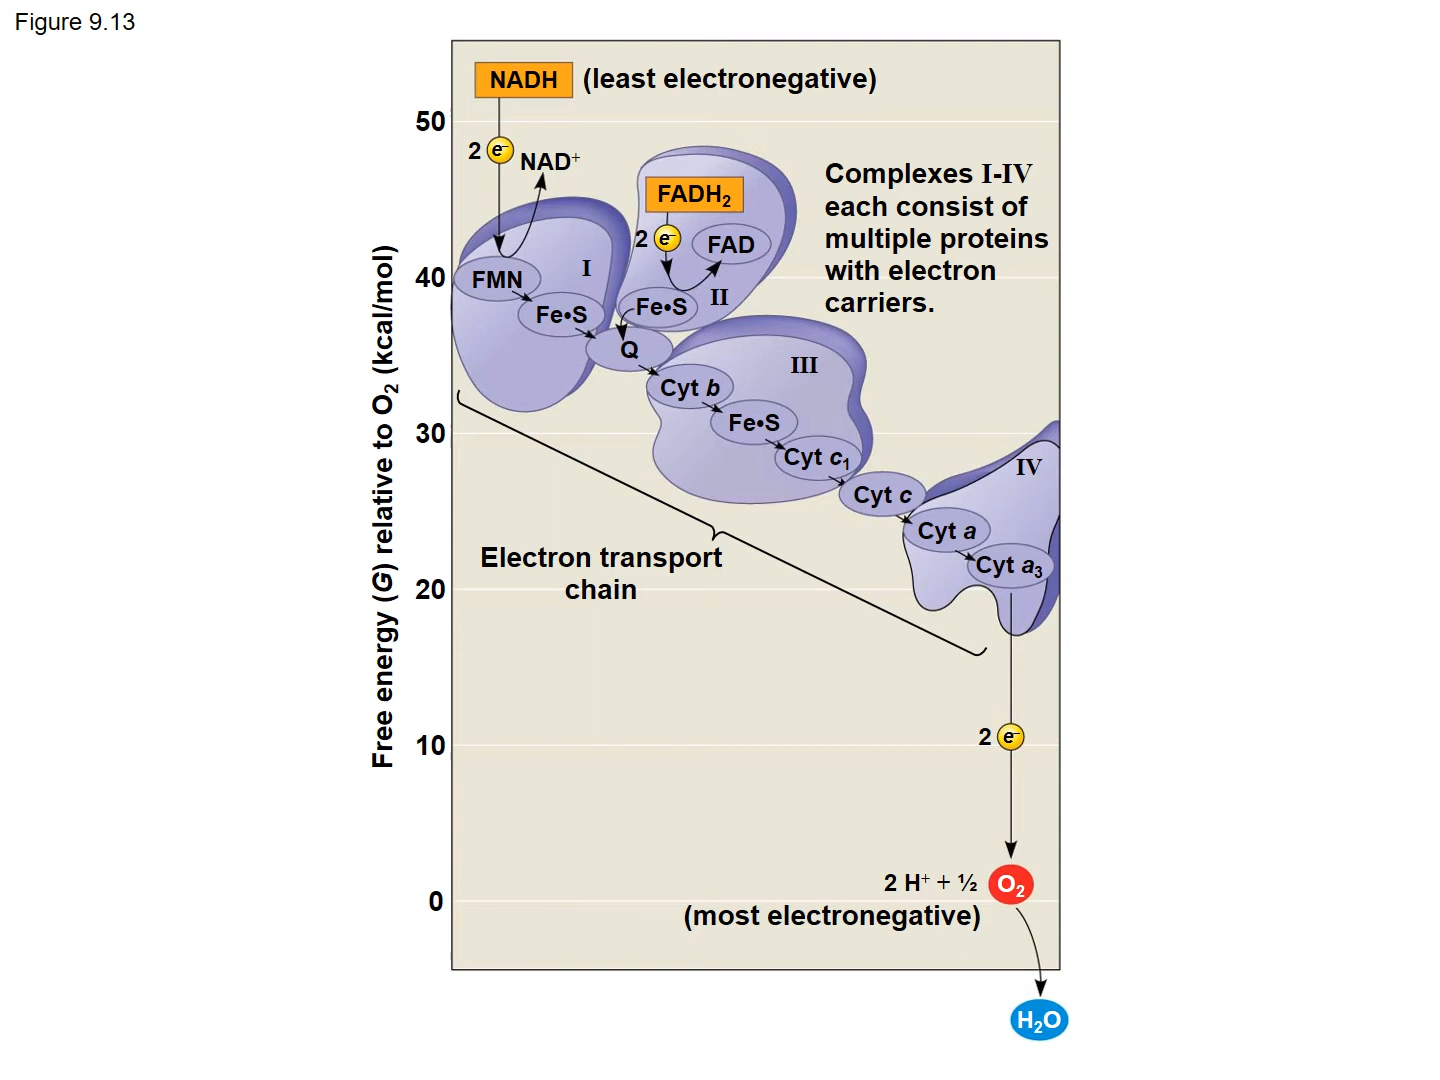 Figure 9.13
NADH (least electronegative)
50
2 e⁻
NAD⁺
FADH₂
2 e⁻
FAD
Complexes I-IV
each consist of
multiple proteins
with electron
carriers.
Free energy (G) relative to O₂ (kcal/mol)
40
FMN
I
Fe•S
Fe•S
II
Q
III
Cyt b
Fe•S
30
Cyt c₁
IV
Cyt c
Cyt a
Cyt a₃
Electron transport
chain
20
10
2 e⁻
2 H⁺ + ½ O₂
0
(most electronegative)
H₂O